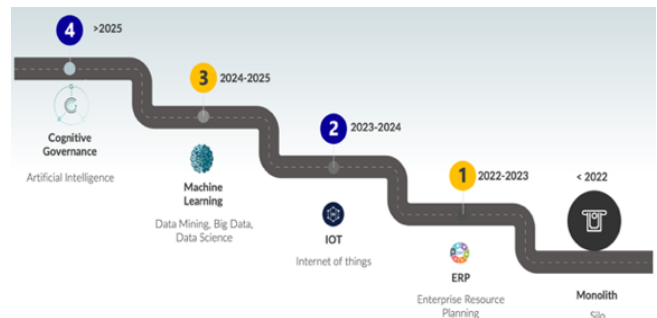 4
>2025
Cognitive
Governance
Artificial Intelligence
3
2024-2025
Machine
Learning
Data Mining, Big Data,
Data Science
2
2023-2024
IOT
Internet of things
1
2022-2023
ERP
Enterprise Resource
Planning
< 2022
Monolith
Silo